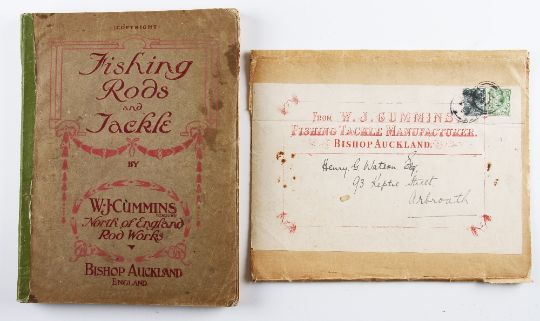 (COPYRIGHT)
Fishing
Rods
and
Tackle
BY
W.J. CUMMINS
North of England
Rod Works
BISHOP AUCKLAND
ENGLAND
FROM W. J. CUMMINS
FISHING TACKLE MANUFACTURER.
BISHOP AUCKLAND.
Henry G Watson Esq
93 Keptie Street
Arbroath